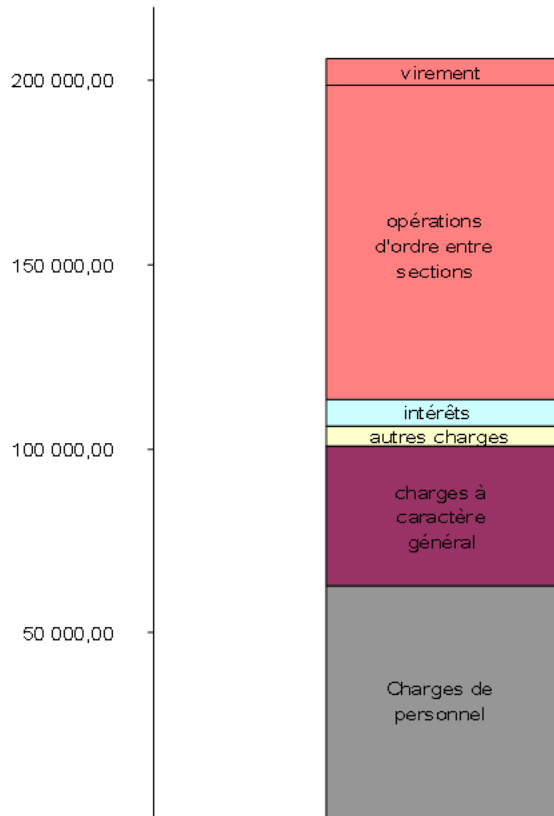 200 000,00
150 000,00
100 000,00
50 000,00
virement
opérations
d'ordre entre
sections
intérêts
autres charges
charges à
caractère
général
Charges de
personnel